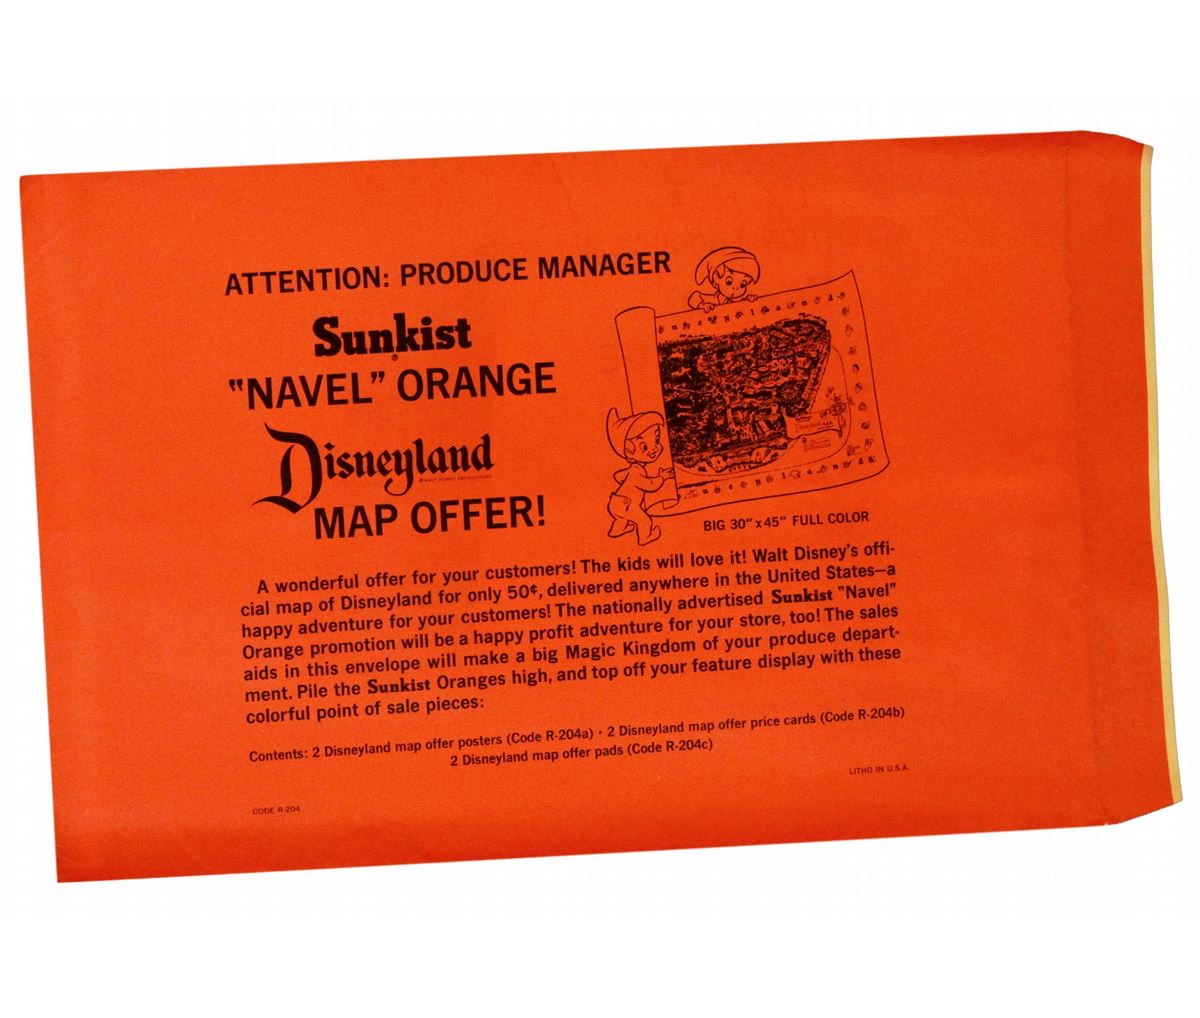 ATTENTION: PRODUCE MANAGER
Sunkist
®
"NAVEL" ORANGE
Disneyland
©WALT DISNEY PRODUCTIONS
MAP OFFER!
BIG 30" x 45" FULL COLOR
A wonderful offer for your customers! The kids will love it! Walt Disney's offi-
cial map of Disneyland for only 50¢, delivered anywhere in the United States—a
happy adventure for your customers! The nationally advertised Sunkist "Navel"
Orange promotion will be a happy profit adventure for your store, too! The sales
aids in this envelope will make a big Magic Kingdom of your produce depart-
ment. Pile the Sunkist Oranges high, and top off your feature display with these
colorful point of sale pieces:
Contents: 2 Disneyland map offer posters (Code R-204a) · 2 Disneyland map offer price cards (Code R-204b)
2 Disneyland map offer pads (Code R-204c)
LITHO IN U.S.A.
CODE R-204